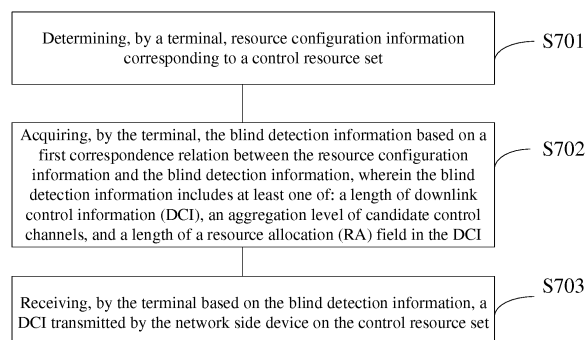 Determining, by a terminal, resource configuration information
corresponding to a control resource set
S701
Acquiring, by the terminal, the blind detection information based on a
first correspondence relation between the resource configuration
information and the blind detection information, wherein the blind
detection information includes at least one of: a length of downlink
control information (DCI), an aggregation level of candidate control
channels, and a length of a resource allocation (RA) field in the DCI
S702
Receiving, by the terminal based on the blind detection information, a
DCI transmitted by the network side device on the control resource set
S703